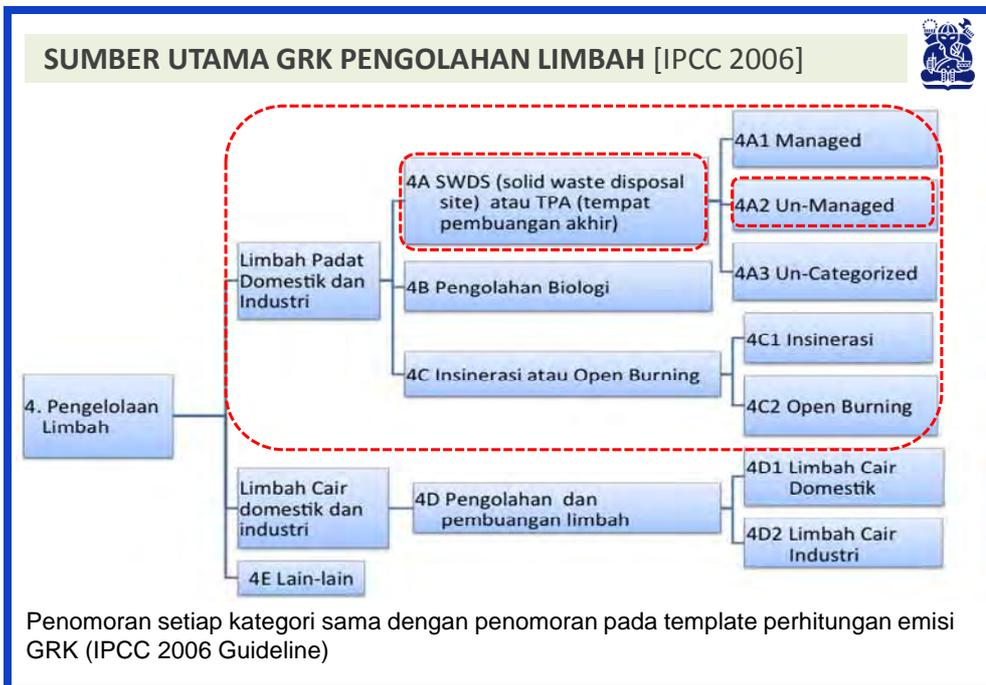 SUMBER UTAMA GRK PENGOLAHAN LIMBAH [IPCC 2006]
4. Pengelolaan
Limbah
Limbah Padat
Domestik dan
Industri
4A SWDS (solid waste disposal
site) atau TPA (tempat
pembuangan akhir)
4A1 Managed
4A2 Un-Managed
4A3 Un-Categorized
4B Pengolahan Biologi
4C Insinerasi atau Open Burning
4C1 Insinerasi
4C2 Open Burning
Limbah Cair
domestik dan
industri
4D Pengolahan dan
pembuangan limbah
4D1 Limbah Cair
Domestik
4D2 Limbah Cair
Industri
4E Lain-lain
Penomoran setiap kategori sama dengan penomoran pada template perhitungan emisi
GRK (IPCC 2006 Guideline)